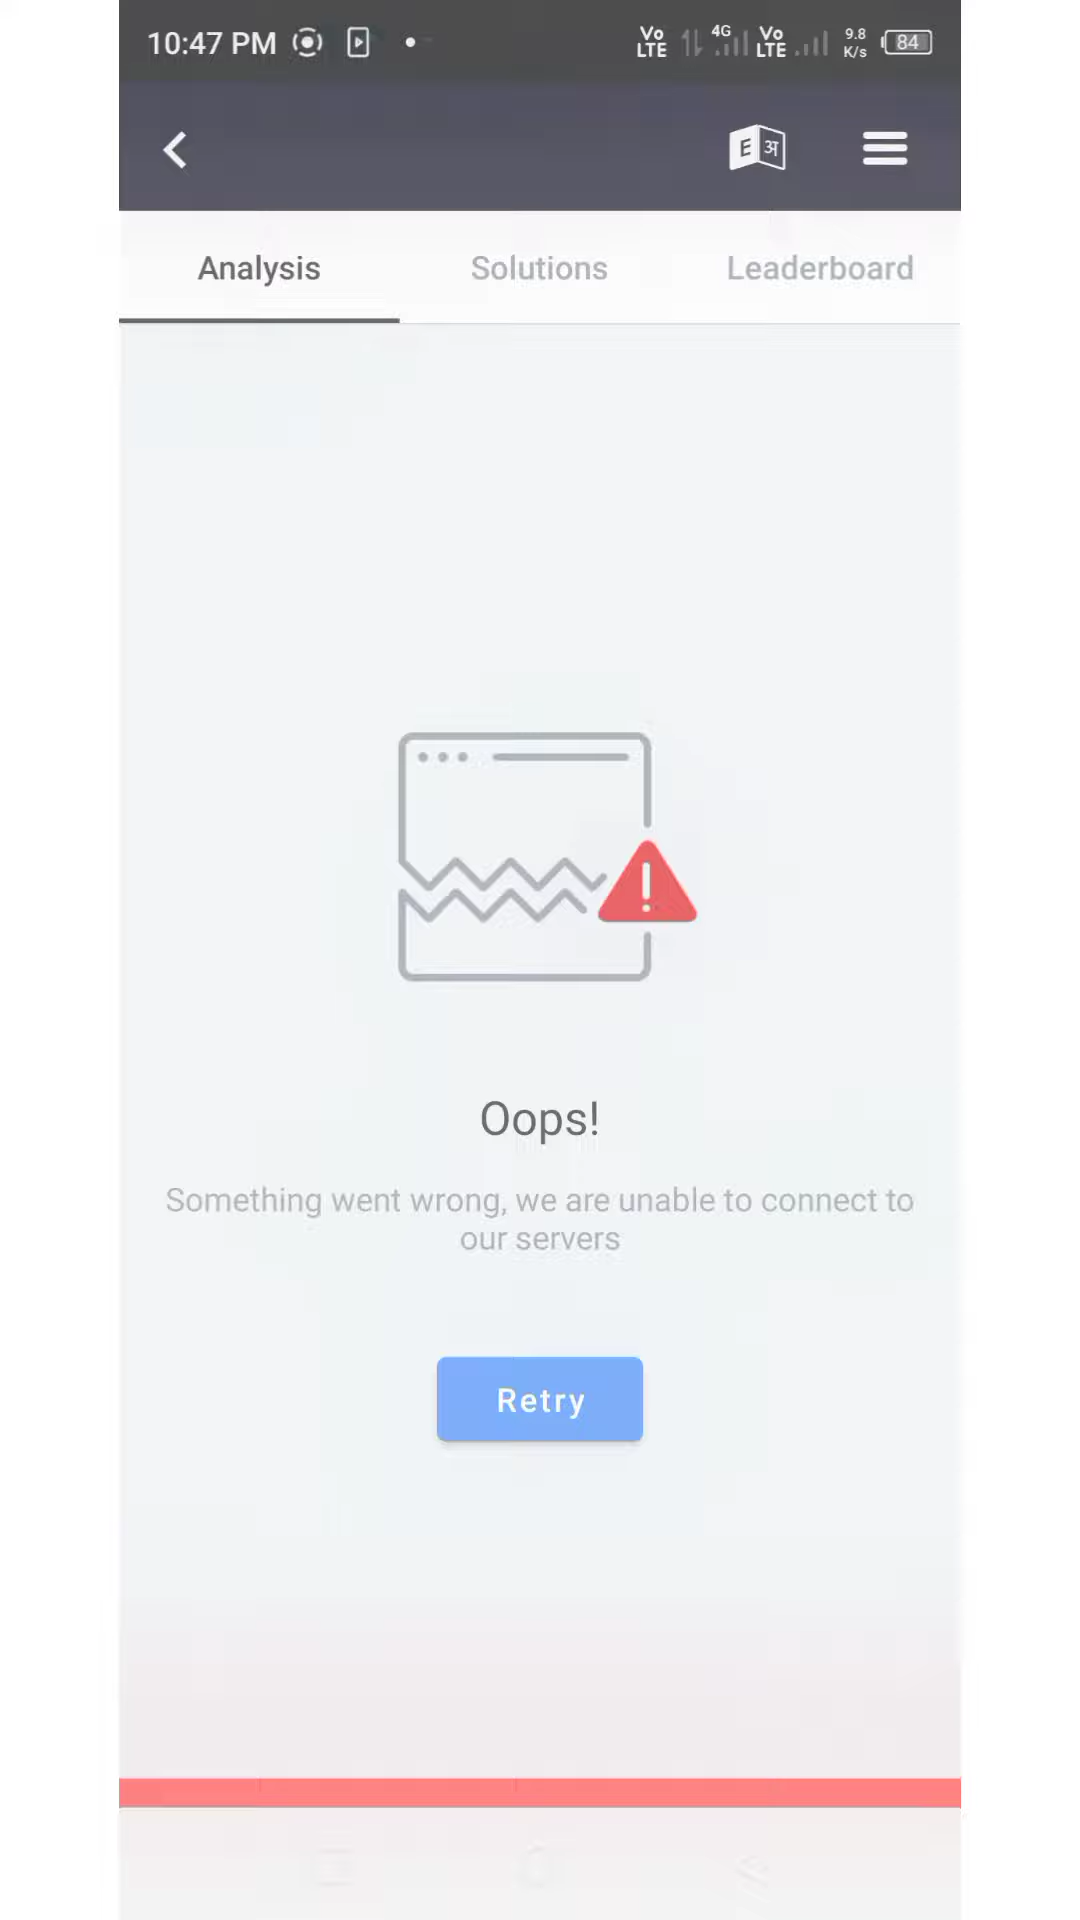 10:47 PM Vo LTE 4G Vo LTE 9.8 K/s 84
E अ
Analysis Solutions Leaderboard
Oops!
Something went wrong, we are unable to connect to
our servers
Retry